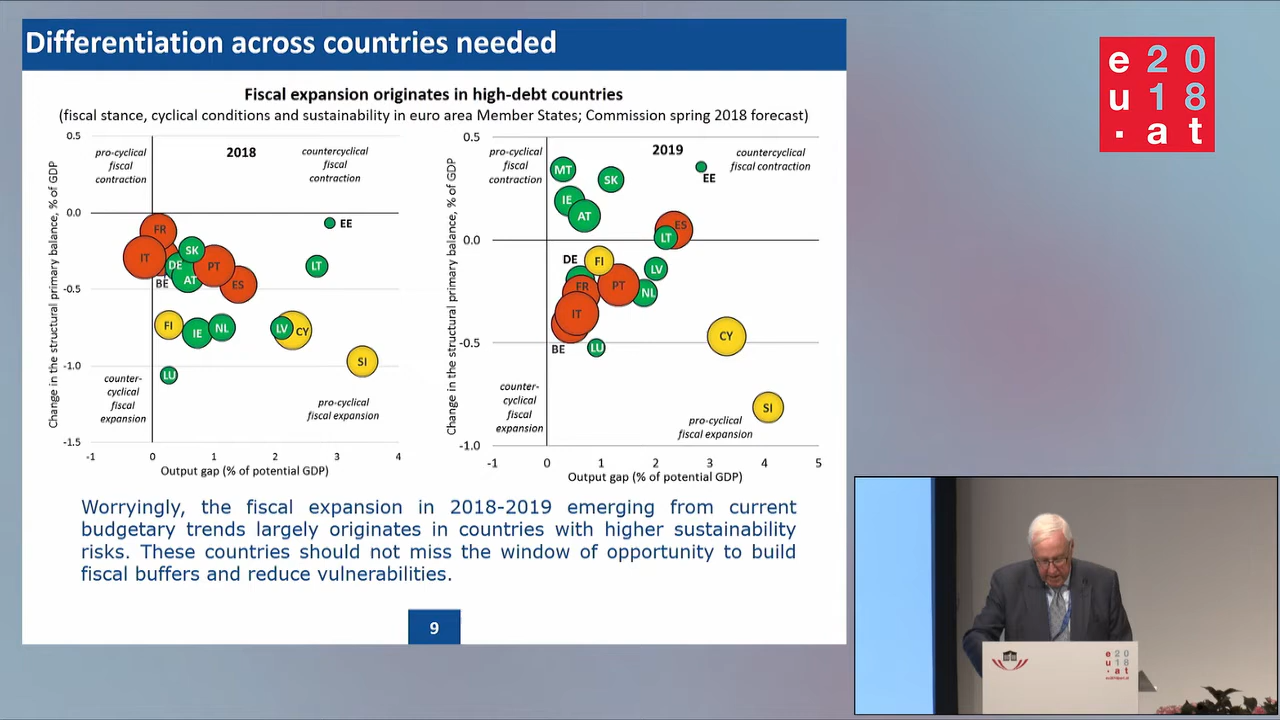 Differentiation across countries needed
Fiscal expansion originates in high-debt countries
(fiscal stance, cyclical conditions and sustainability in euro area Member States; Commission spring 2018 forecast)
Change in the structural primary balance, % of GDP
0.5
0.0
-0.5
-1.0
-1.5
pro-cyclical
fiscal
contraction
2018
countercyclical
fiscal
contraction
EE
FR
IT
SK
DE
PT
LT
BE
AT
ES
FI
IE
NL
LV
CY
SI
LU
counter-
cyclical
fiscal
expansion
pro-cyclical
fiscal expansion
-1 0 1 2 3 4
Output gap (% of potential GDP)
Change in the structural primary balance, % of GDP
0.5
0.0
-0.5
-1.0
pro-cyclical
fiscal
contraction
2019
countercyclical
fiscal contraction
MT
SK
EE
IE
AT
ES
LT
DE
FI
LV
FR
PT
NL
IT
BE
LU
CY
SI
counter-
cyclical
fiscal
expansion
pro-cyclical
fiscal expansion
-1 0 1 2 3 4 5
Output gap (% of potential GDP)
Worryingly, the fiscal expansion in 2018-2019 emerging from current
budgetary trends largely originates in countries with higher sustainability
risks. These countries should not miss the window of opportunity to build
fiscal buffers and reduce vulnerabilities.
9
e 2 0
u 1 8
. a t
e 2 0
u 1 8
. a t